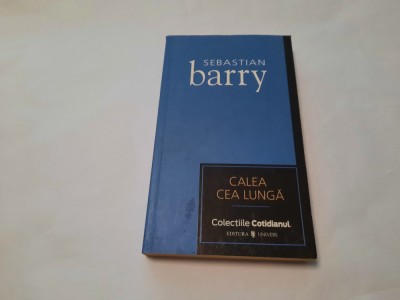 SEBASTIAN
barry
CALEA
CEA LUNGĂ
Colecțiile Cotidianul
EDITURA UNIVERS